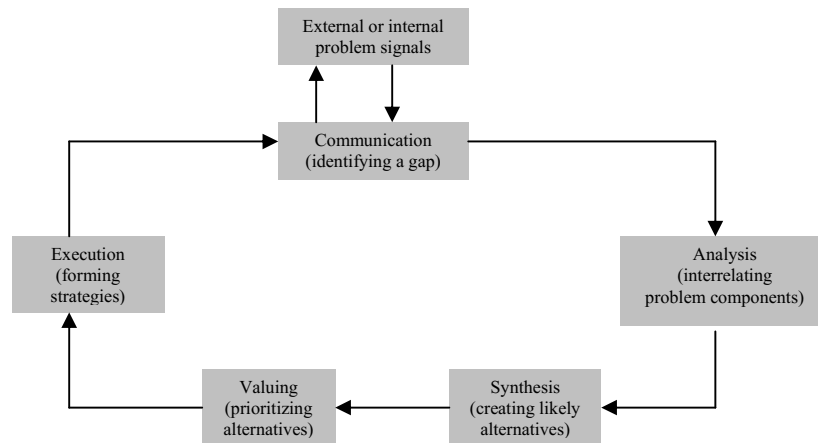 External or internal
problem signals
Communication
(identifying a gap)
Analysis
(interrelating
problem components)
Synthesis
(creating likely
alternatives)
Valuing
(prioritizing
alternatives)
Execution
(forming
strategies)